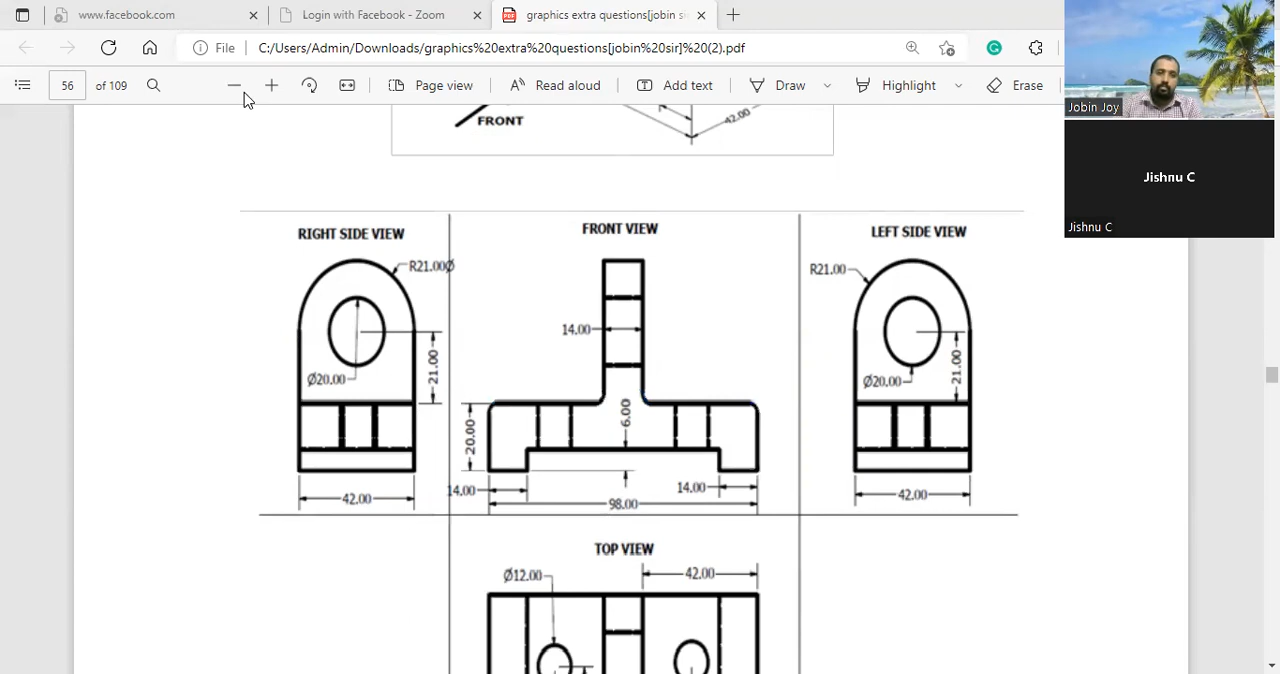 www.facebook.com
Login with Facebook - Zoom
graphics extra questions[jobin si
File
C:/Users/Admin/Downloads/graphics%20extra%20questions[jobin%20sir]%20(2).pdf
56 of 109
Page view
Read aloud
Add text
Draw
Highlight
Erase
Jobin Joy
Jishnu C
Jishnu C
FRONT
42.00
RIGHT SIDE VIEW
FRONT VIEW
LEFT SIDE VIEW
R21.00Ø
R21.00
14.00
21.00
21.00
Ø20.00
Ø20.00
20.00
6.00
14.00
14.00
42.00
98.00
42.00
TOP VIEW
Ø12.00
42.00